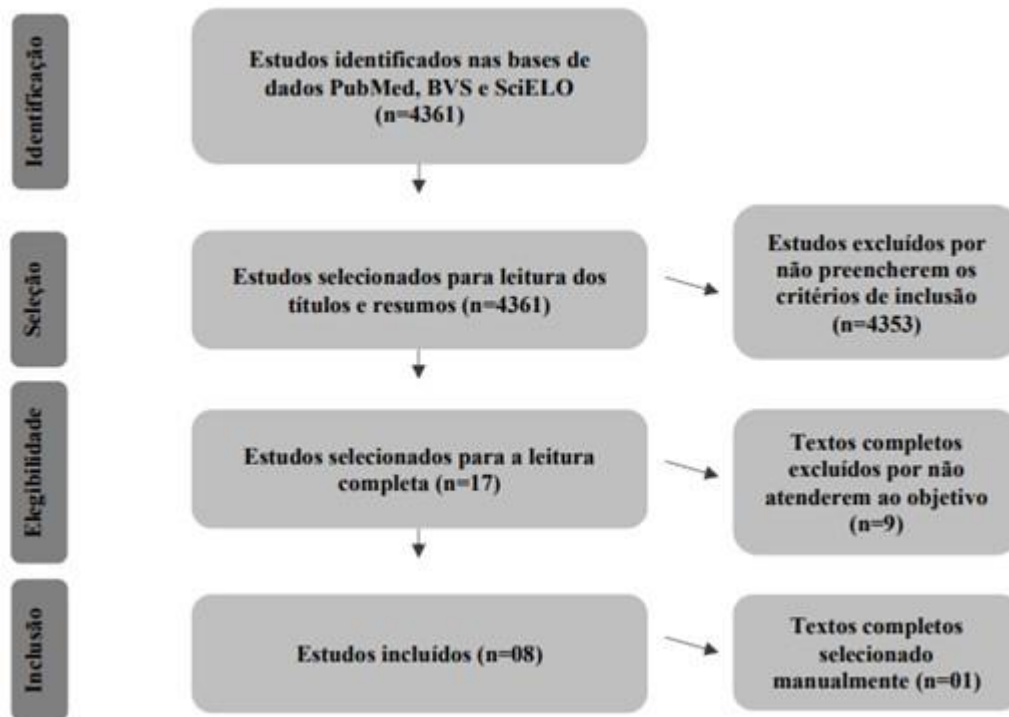 Identificação
Estudos identificados nas bases de
dados PubMed, BVS e SciELO
(n=4361)
Seleção
Estudos selecionados para leitura dos
títulos e resumos (n=4361)
Estudos excluídos por
não preencherem os
critérios de inclusão
(n=4353)
Elegibilidade
Estudos selecionados para a leitura
completa (n=17)
Textos completos
excluídos por não
atenderem ao objetivo
(n=9)
Inclusão
Estudos incluídos (n=08)
Textos completos
selecionado
manualmente (n=01)